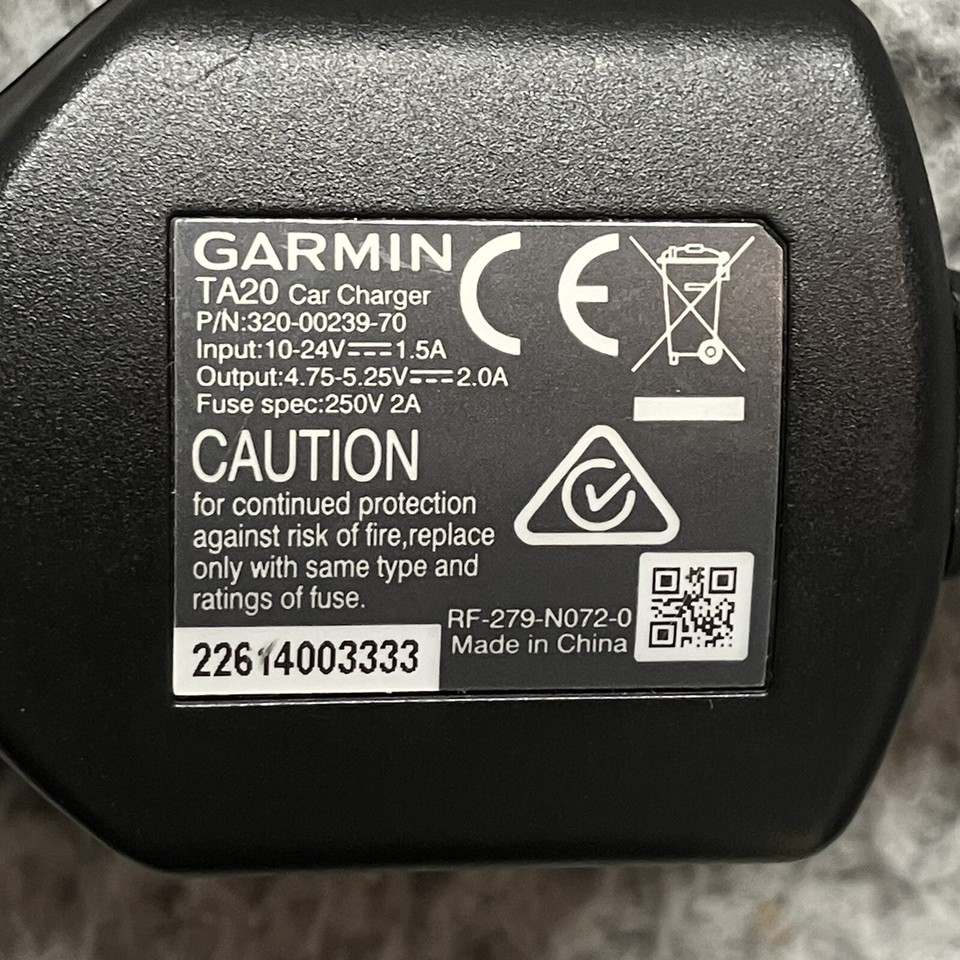 GARMIN
TA20 Car Charger
P/N:320-00239-70
Input:10-24V⎓1.5A
Output:4.75-5.25V⎓2.0A
Fuse spec:250V 2A
CE
CAUTION
for continued protection
against risk of fire,replace
only with same type and
ratings of fuse.
RF-279-N072-0
Made in China
22614003333